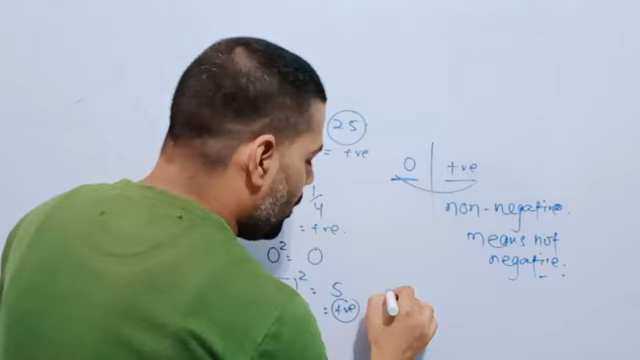 25
= +ve
1/4
= +ve.
0² = 0
)² = 5
= +ve
0 | +ve
non-negative.
means not
negative.